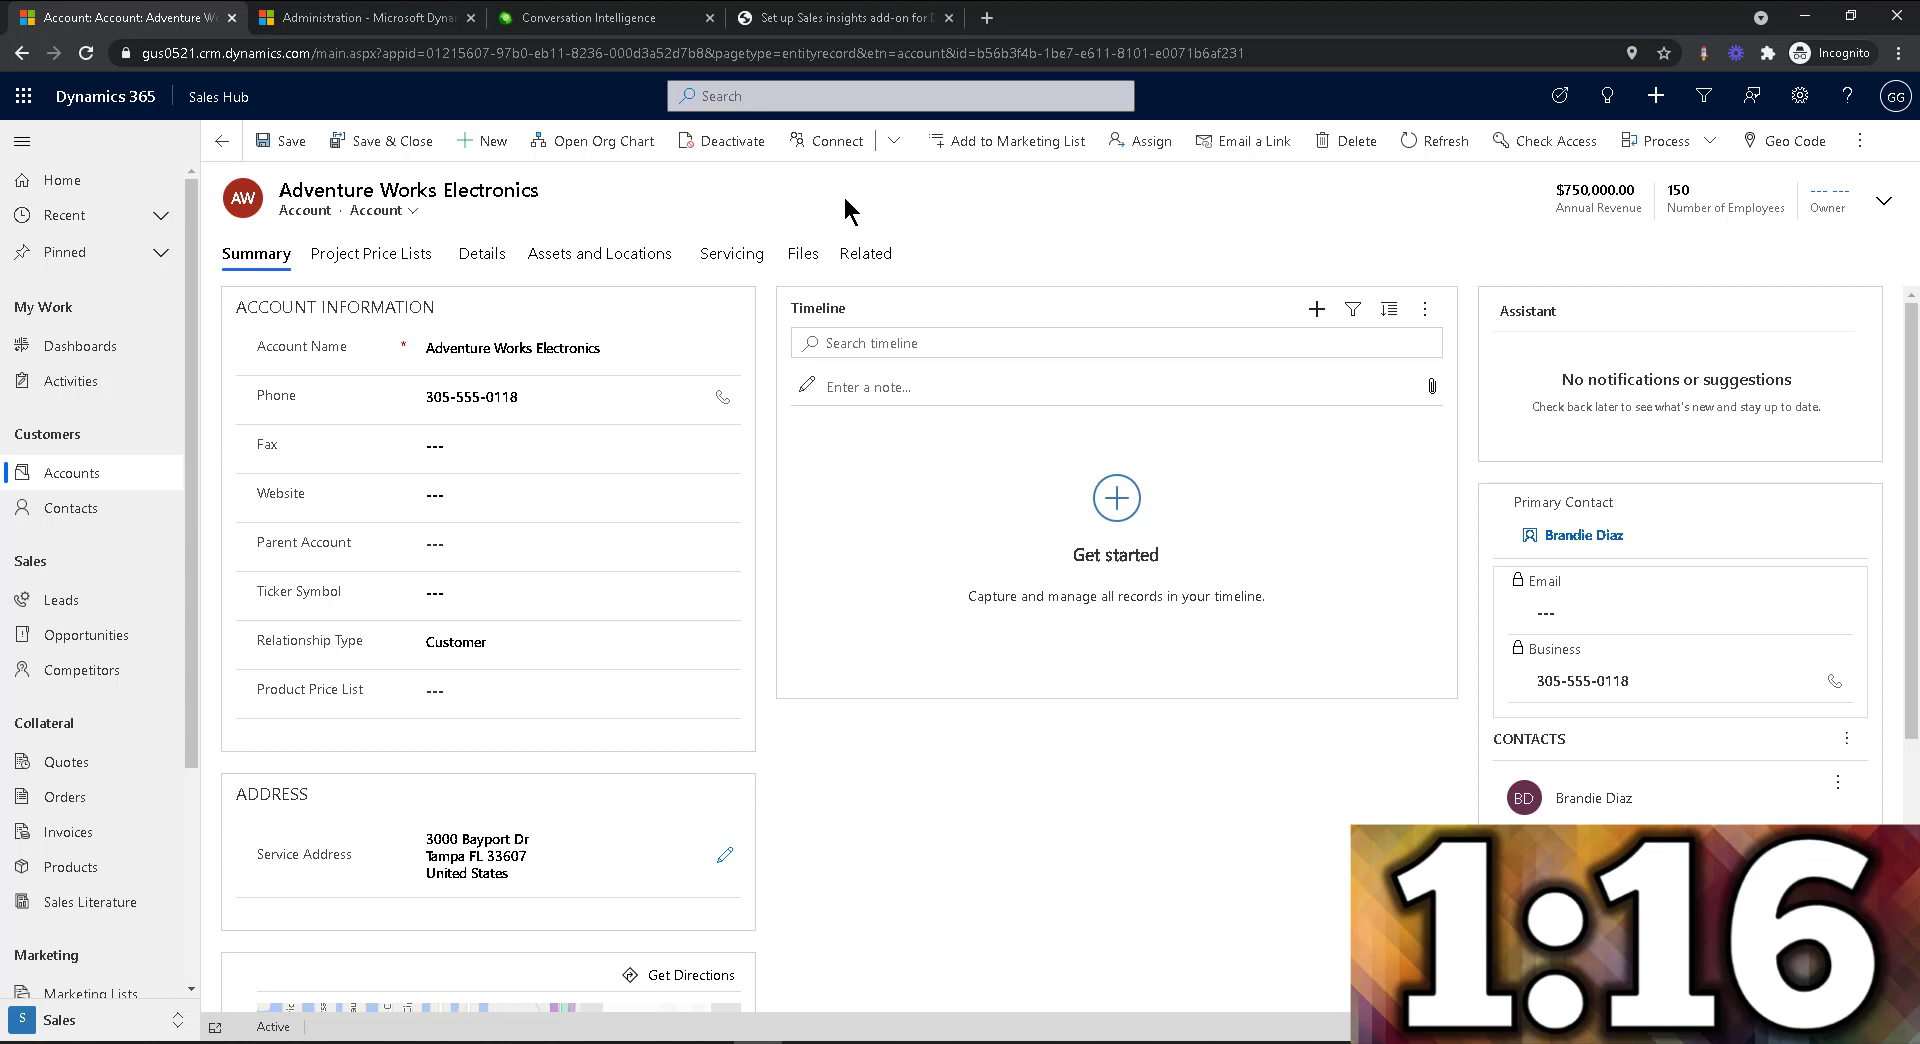 Account: Account: Adventure W
Administration - Microsoft Dyna
Conversation Intelligence
Set up Sales insights add-on for D
gus0521.crm.dynamics.com/main.aspx?appid=01215607-97b0-eb11-8236-000d3a52d7b8&pagetype=entityrecord&etn=account&id=b56b3f4b-1be7-e611-8101-e0071b6af231
Incognito
Dynamics 365
Sales Hub
Search
GG
Save
Save & Close
New
Open Org Chart
Deactivate
Connect
Add to Marketing List
Assign
Email a Link
Delete
Refresh
Check Access
Process
Geo Code
Home
Recent
Pinned
My Work
Dashboards
Activities
Customers
Accounts
Contacts
Sales
Leads
Opportunities
Competitors
Collateral
Quotes
Orders
Invoices
Products
Sales Literature
Marketing
Marketing Lists
S
Sales
AW
Adventure Works Electronics
Account · Account
$750,000.00
Annual Revenue
150
Number of Employees
--- ---
Owner
Summary
Project Price Lists
Details
Assets and Locations
Servicing
Files
Related
ACCOUNT INFORMATION
Account Name * Adventure Works Electronics
Phone 305-555-0118
Fax ---
Website ---
Parent Account ---
Ticker Symbol ---
Relationship Type Customer
Product Price List ---
ADDRESS
Service Address
3000 Bayport Dr
Tampa FL 33607
United States
Get Directions
Timeline
Search timeline
Enter a note...
Get started
Capture and manage all records in your timeline.
Assistant
No notifications or suggestions
Check back later to see what's new and stay up to date.
Primary Contact
Brandie Diaz
Email
---
Business
305-555-0118
CONTACTS
BD
Brandie Diaz
Active
1:16